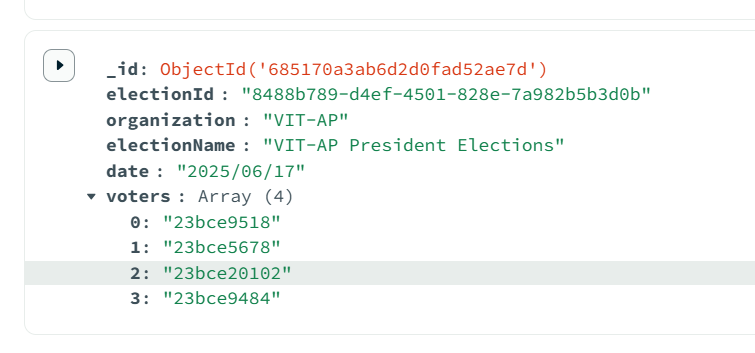 _id: ObjectId('685170a3ab6d2d0fad52ae7d')
electionId : "8488b789-d4ef-4501-828e-7a982b5b3d0b"
organization : "VIT-AP"
electionName : "VIT-AP President Elections"
date : "2025/06/17"
voters : Array (4)
0: "23bce9518"
1: "23bce5678"
2: "23bce20102"
3: "23bce9484"